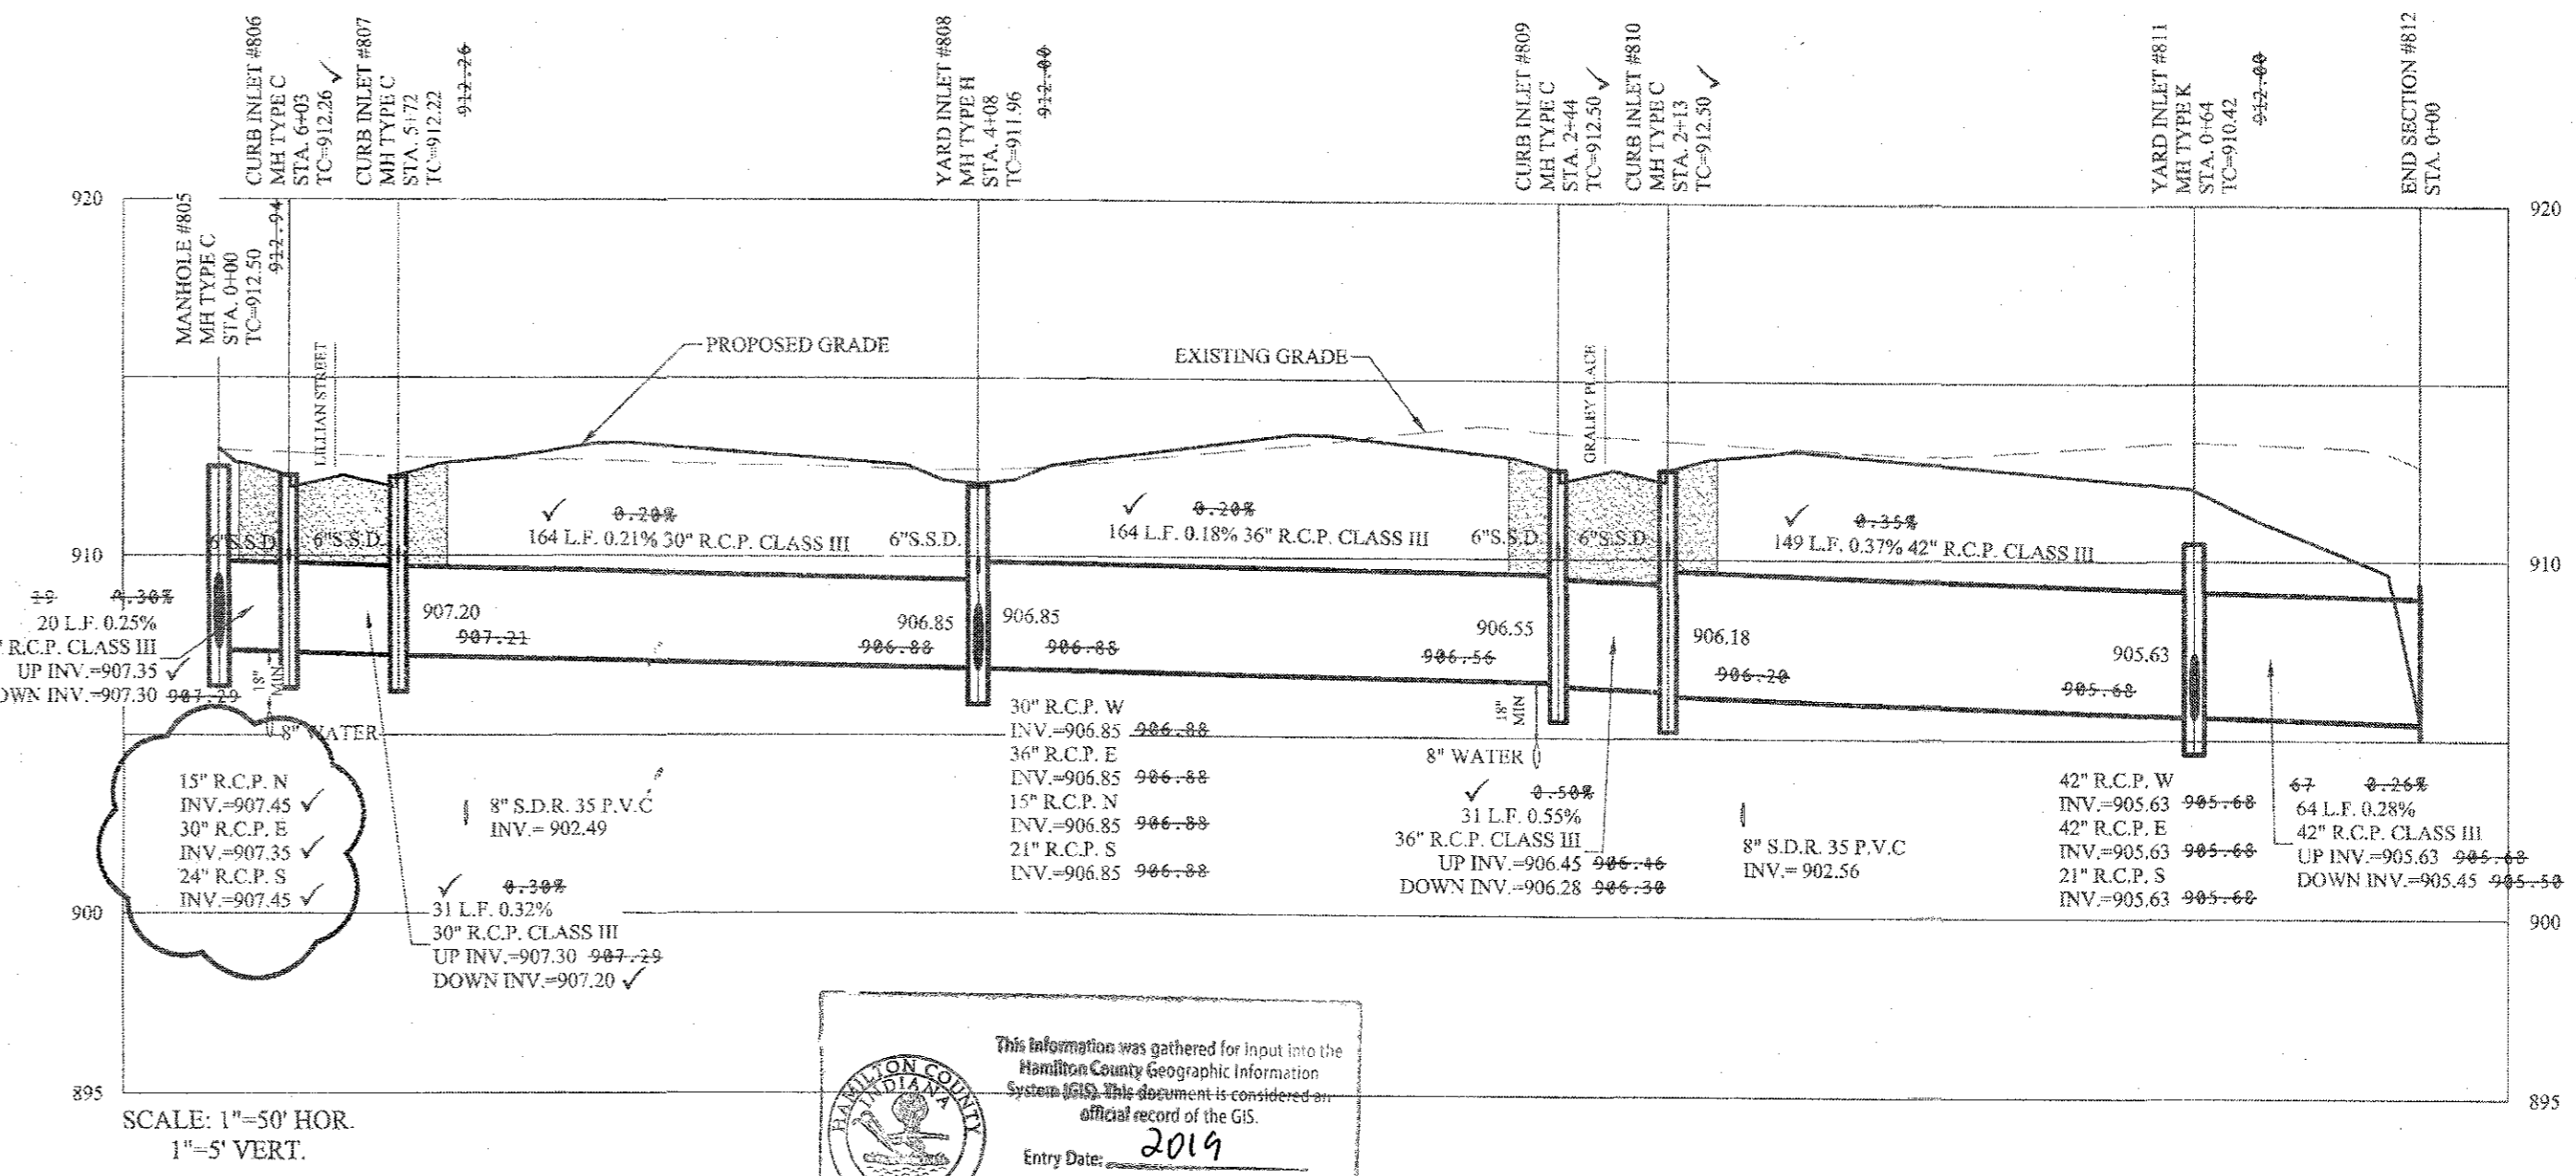 CURB INLET #806
MH TYPE C
STA. 6+03
TC=912.26 ✓
CURB INLET #807
MH TYPE C
STA. 5+72
TC=912.22
912.26
YARD INLET #808
MH TYPE H
STA. 4+08
TC=911.96
912.00
CURB INLET #809
MH TYPE C
STA. 2+44
TC=912.50 ✓
CURB INLET #810
MH TYPE C
STA. 2+13
TC=912.50 ✓
YARD INLET #811
MH TYPE K
STA. 0+64
TC=910.42
912.00
END SECTION #812
STA. 0+00
MANHOLE #805
MH TYPE C
STA. 0+00
TC=912.50
912.94
920
920
LILLIAN STREET
PROPOSED GRADE
EXISTING GRADE
GRALEY PLACE
✓ 0.20%
164 L.F. 0.21% 30" R.C.P. CLASS III
✓ 0.20%
164 L.F. 0.18% 36" R.C.P. CLASS III
✓ 0.35%
149 L.F. 0.37% 42" R.C.P. CLASS III
6"S.S.D.
6"S.S.D.
6"S.S.D.
6"S.S.D.
6"S.S.D.
910
910
19 0.30%
20 L.F. 0.25%
" R.C.P. CLASS III
UP INV.=907.35 ✓
OWN INV.=907.30 907.29
907.20
907.21
906.85
906.88
906.85
906.88
906.55
906.56
906.18
906.20
905.63
905.68
18"
MIN
8" WATER
18"
MIN
8" WATER
15" R.C.P. N
INV.=907.45 ✓
30" R.C.P. E
INV.=907.35 ✓
24" R.C.P. S
INV.=907.45 ✓
8" S.D.R. 35 P.V.C
INV.= 902.49
✓ 0.30%
31 L.F. 0.32%
30" R.C.P. CLASS III
UP INV.=907.30 907.29
DOWN INV.=907.20 ✓
30" R.C.P. W
INV.=906.85 906.88
36" R.C.P. E
INV.=906.85 906.88
15" R.C.P. N
INV.=906.85 906.88
21" R.C.P. S
INV.=906.85 906.88
✓ 0.50%
31 L.F. 0.55%
36" R.C.P. CLASS III
UP INV.=906.45 906.46
DOWN INV.=906.28 906.30
8" S.D.R. 35 P.V.C
INV.= 902.56
42" R.C.P. W
INV.=905.63 905.68
42" R.C.P. E
INV.=905.63 905.68
21" R.C.P. S
INV.=905.63 905.68
67 0.26%
64 L.F. 0.28%
42" R.C.P. CLASS III
UP INV.=905.63 905.68
DOWN INV.=905.45 905.50
900
900
895
895
SCALE: 1"=50' HOR.
1"=5' VERT.
HAMILTON COUNTY
INDIANA
This information was gathered for input into the
Hamilton County Geographic Information
System (GIS). This document is considered an
official record of the GIS.
Entry Date: 2019